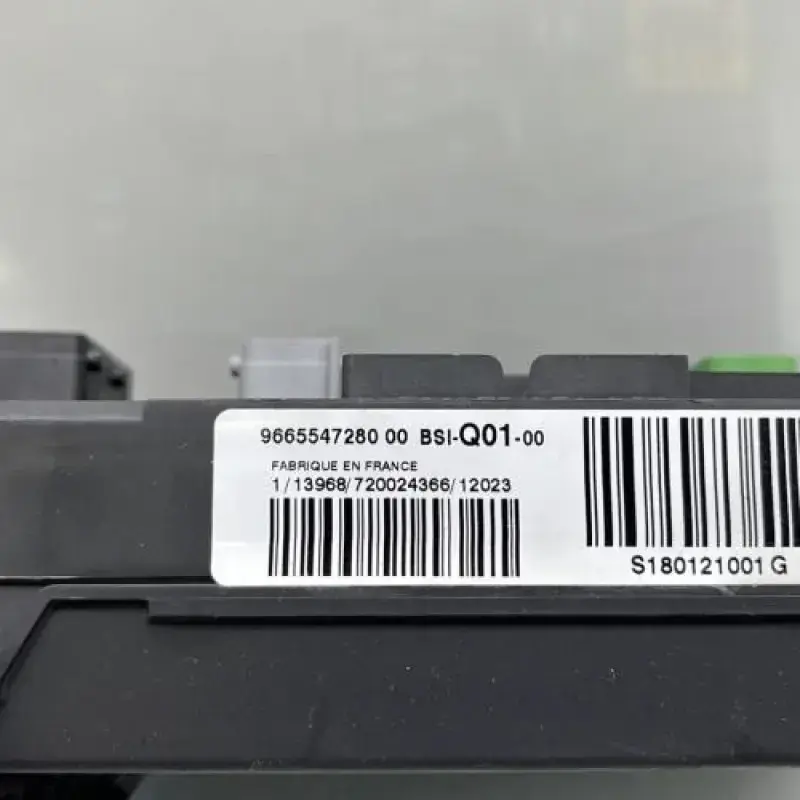 9665547280 00 BSI-Q01-00
FABRIQUE EN FRANCE
1/13968/720024366/12023
S180121001 G